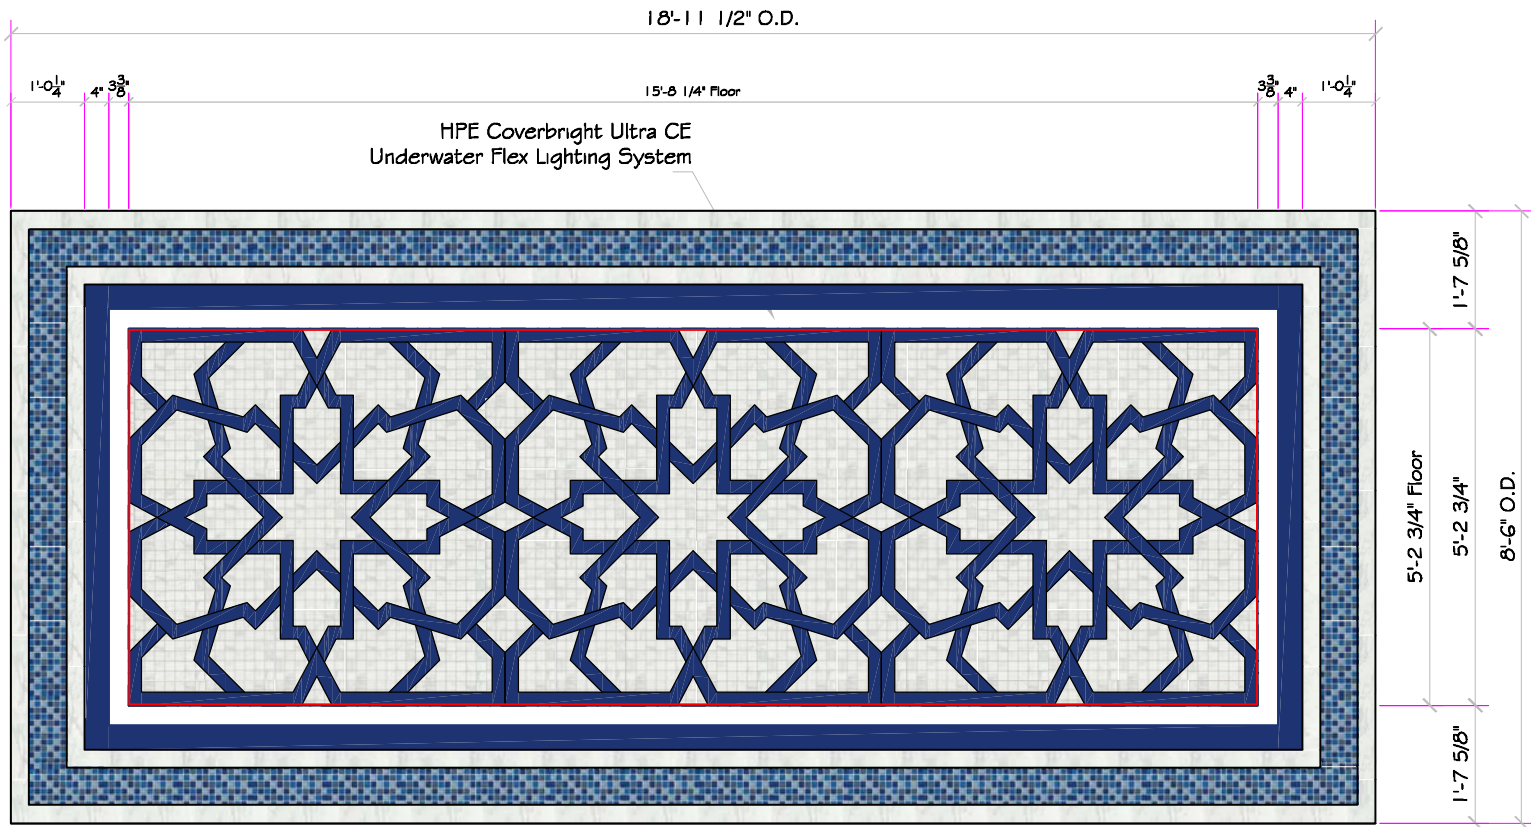 18'-11 1/2" O.D.
1'-0 1/4" 4" 3 3/8" 15'-8 1/4" Floor 3 3/8" 4" 1'-0 1/4"
HPE Coverbright Ultra CE
Underwater Flex Lighting System
1'-7 5/8"
5'-2 3/4" Floor
5'-2 3/4"
8'-6" O.D.
1'-7 5/8"